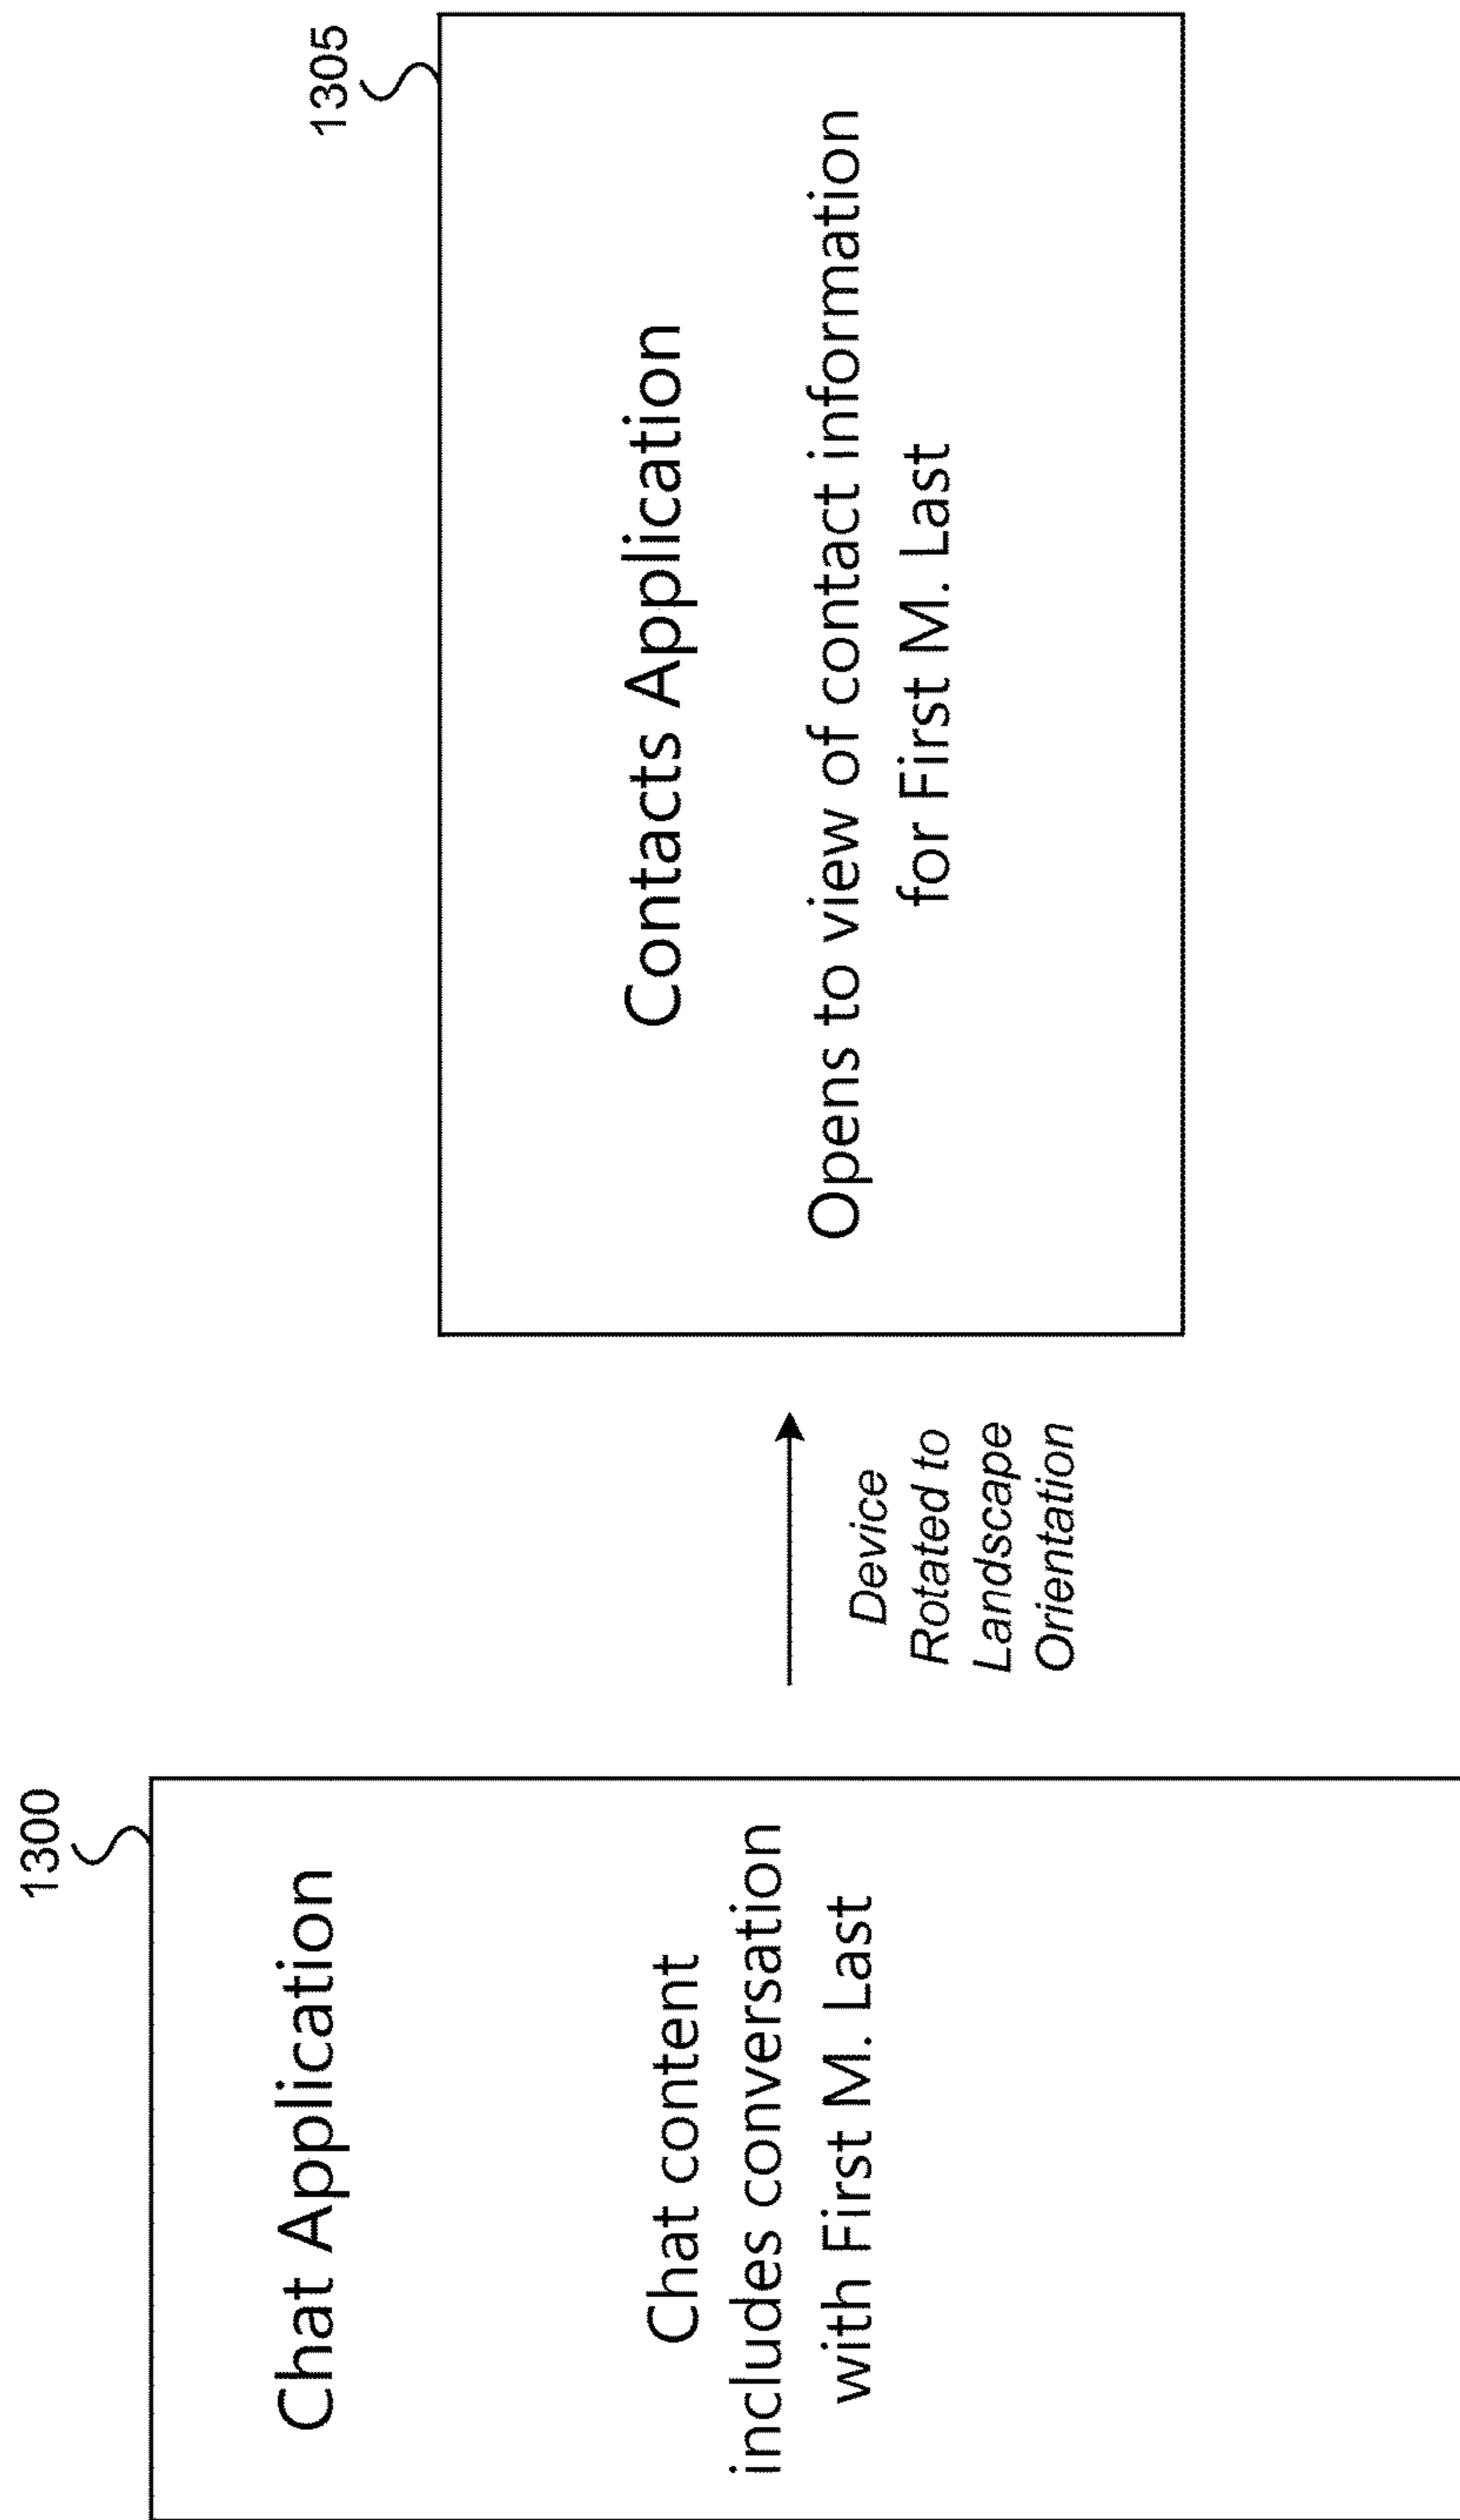 1300
Chat Application
Chat content
includes conversation
with First M. Last
Device
Rotated to
Landscape
Orientation
1305
Contacts Application
Opens to view of contact information
for First M. Last